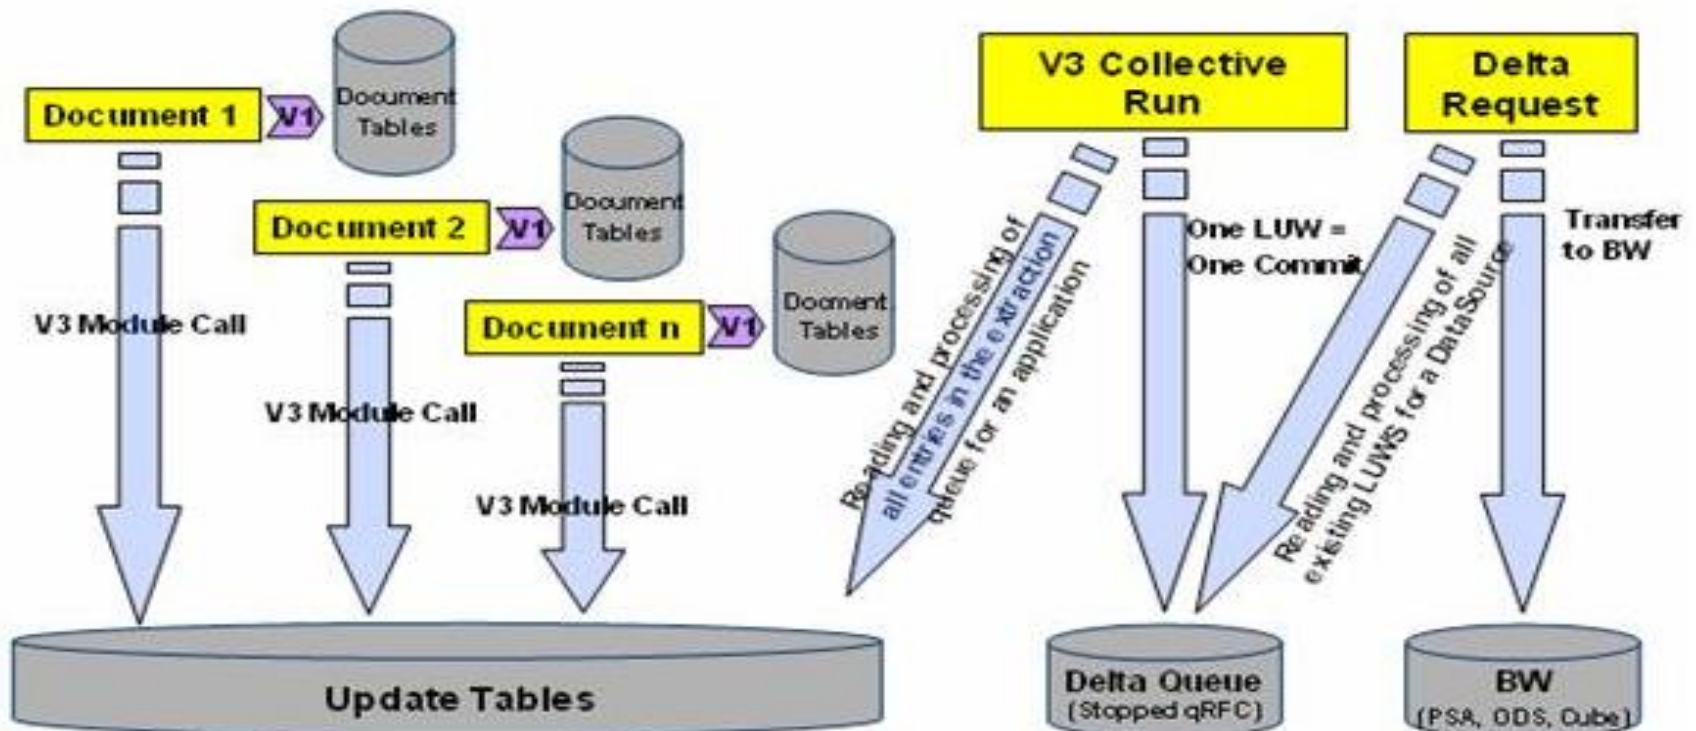 Document 1
V1
Document
Tables
V3 Module Call
Document 2
V1
Document
Tables
V3 Module Call
Document n
V1
Docment
Tables
V3 Module Call
Update Tables
V3 Collective
Run
Reading and processing of
all entries in the extraction
queue for an application
One LUW =
One Commit
Delta
Request
Reading and processing of all
existing LUWS for a DataSource
Transfer
to BW
Delta Queue
(Stopped qRFC)
BW
(PSA, ODS, Cube)